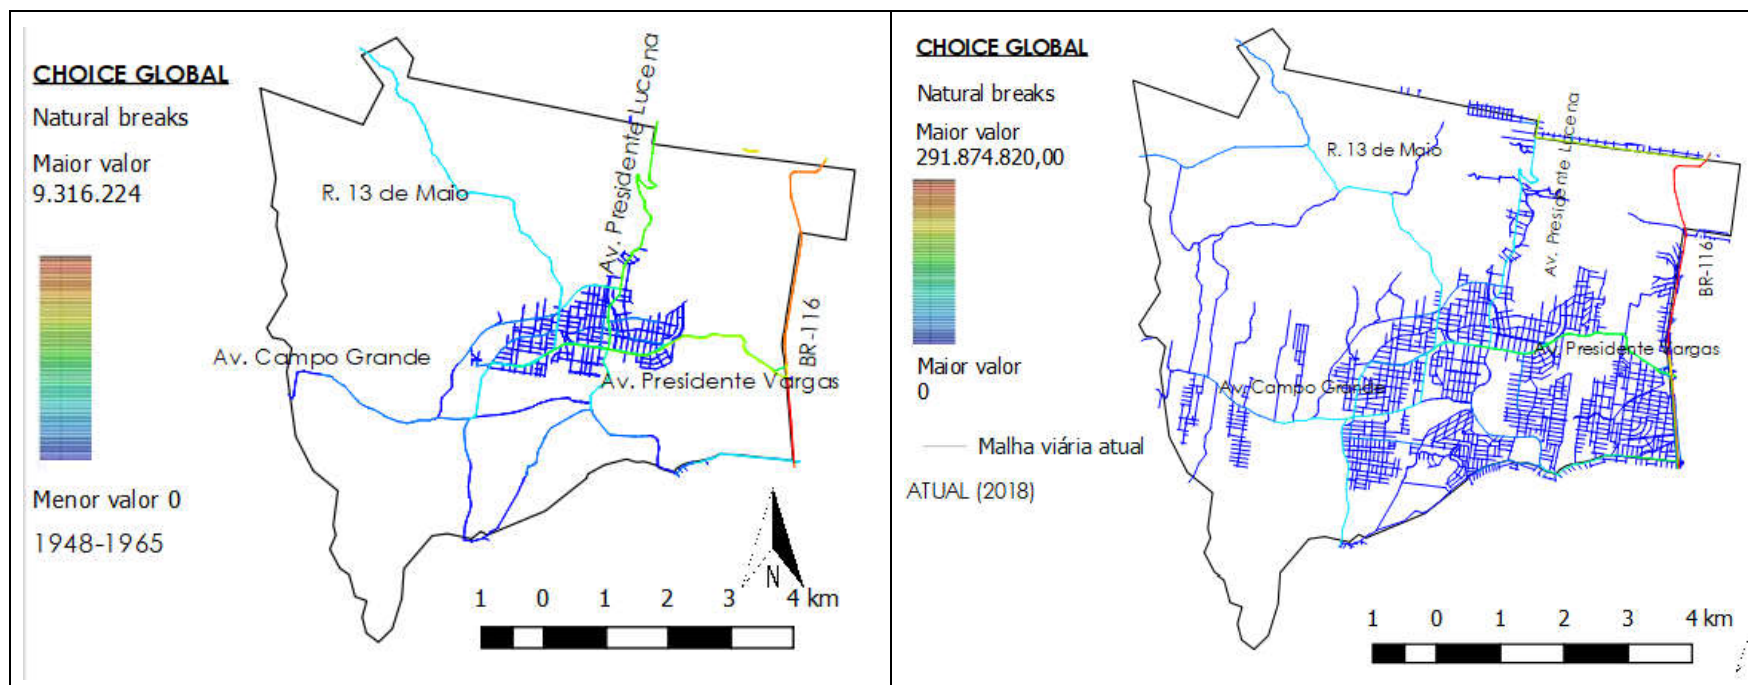 CHOICE GLOBAL
Natural breaks
Maior valor
9.316.224
Menor valor 0
1948-1965
R. 13 de Maio
Av. Presidente Lucena
Av. Campo Grande
Av. Presidente Vargas
BR-116
N
1 0 1 2 3 4 km
CHOICE GLOBAL
Natural breaks
Maior valor
291.874.820,00
Maior valor
0
Malha viária atual
ATUAL (2018)
R. 13 de Maio
Av. Presidente Lucena
BR-116
Av. Presidente Vargas
Av. Campo Grande
1 0 1 2 3 4 km